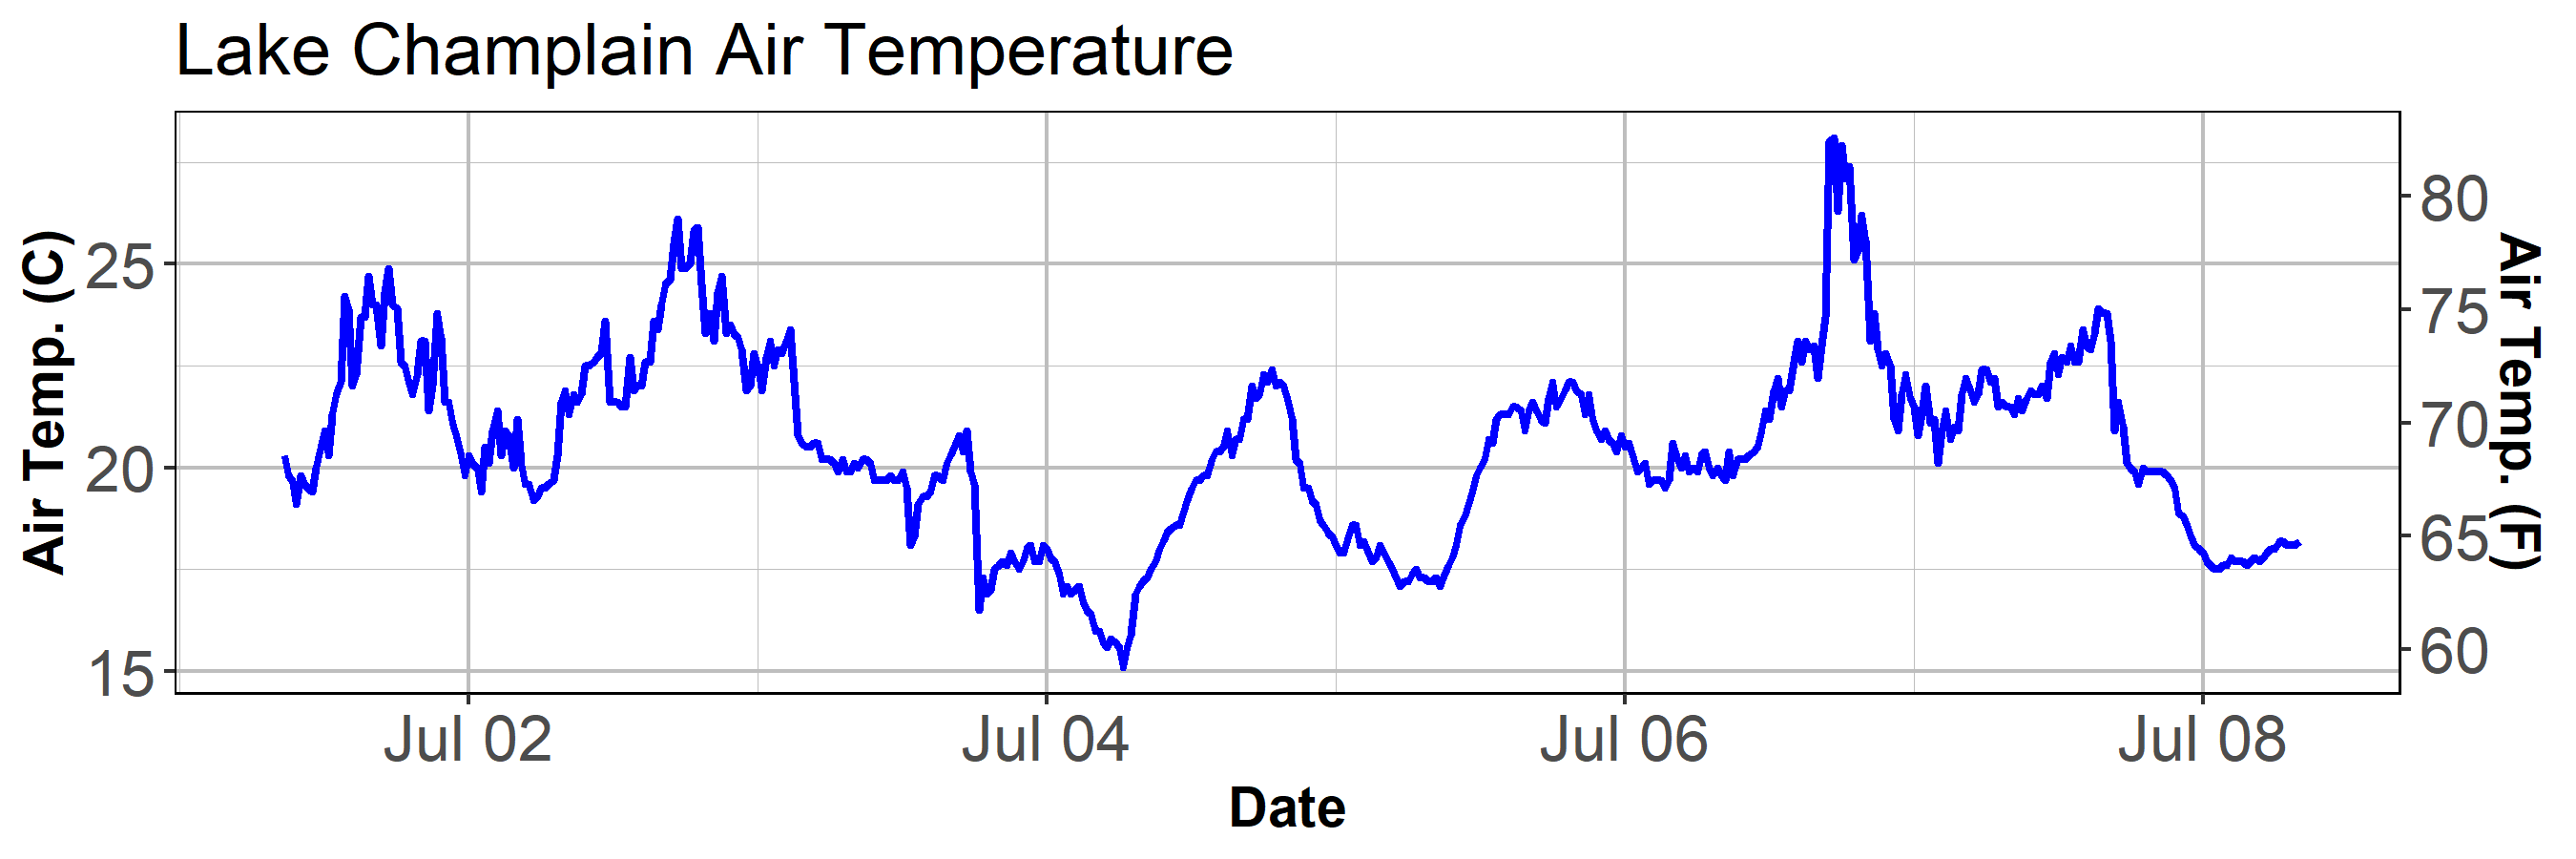 Lake Champlain Air Temperature
Air Temp. (C)
25
20
15
80
75
70
65
60
Air Temp. (F)
Jul 02 Jul 04 Jul 06 Jul 08
Date